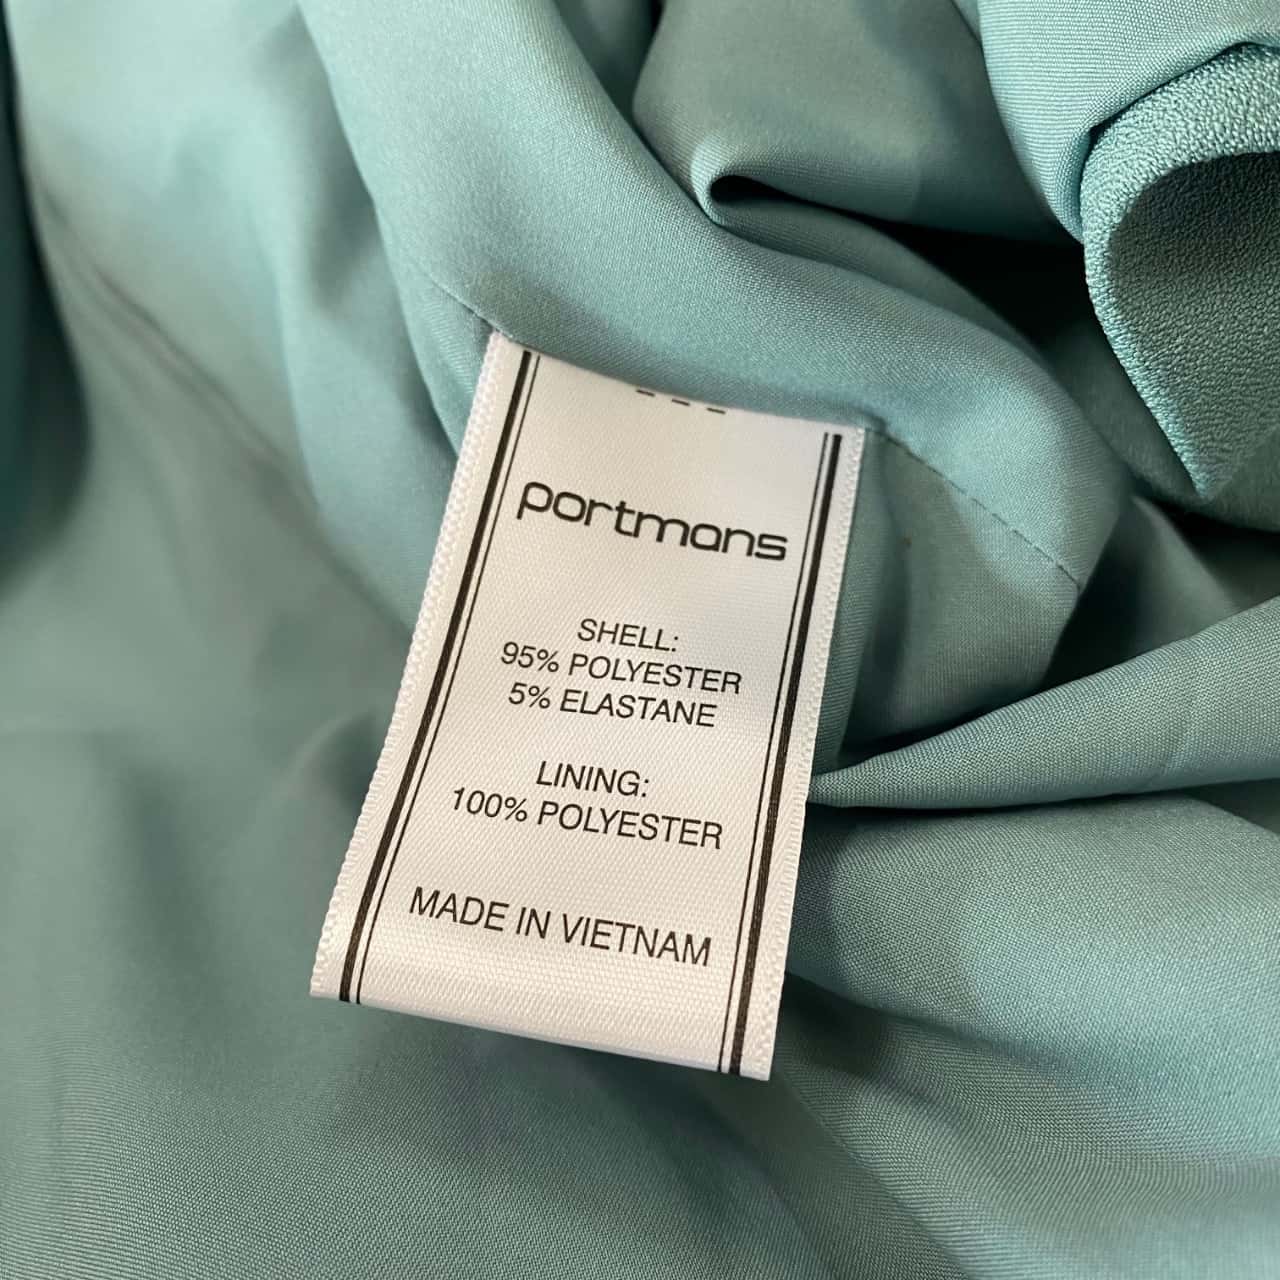 portmans
SHELL:
95% POLYESTER
5% ELASTANE
LINING:
100% POLYESTER
MADE IN VIETNAM